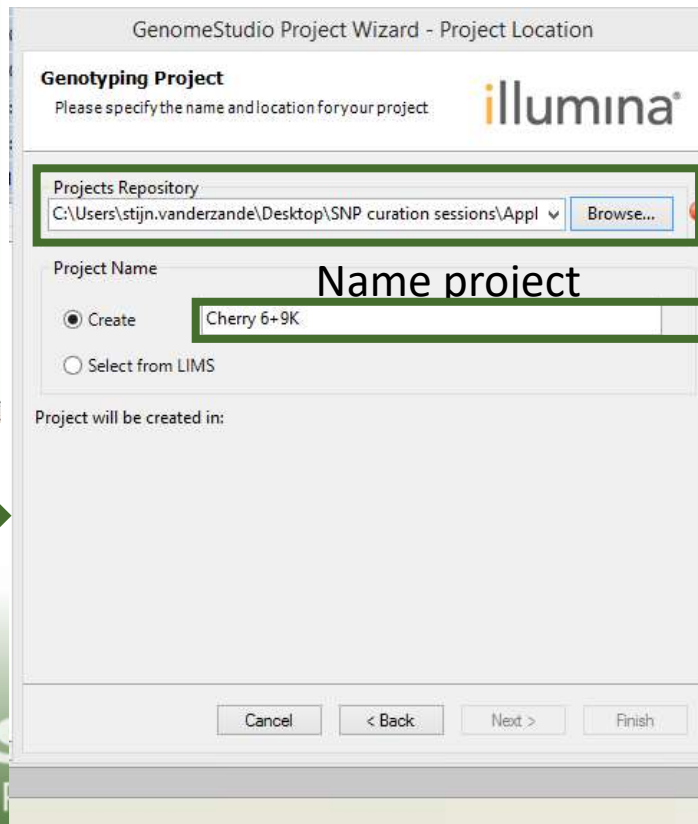 GenomeStudio Project Wizard - Project Location
Genotyping Project
Please specify the name and location for your project
illumina®
Projects Repository
C:\Users\stijn.vanderzande\Desktop\SNP curation sessions\Appl
Browse...
Project Name
Name project
Create
Cherry 6+9K
Select from LIMS
Project will be created in:
Cancel
< Back
Next >
Finish